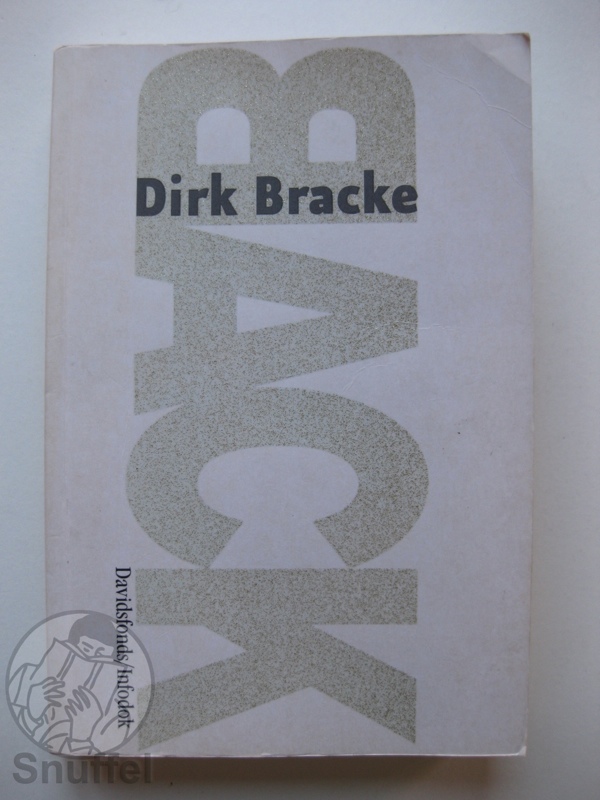 Dirk Bracke
BACK
Davidsfonds/Infodok
Snuffel